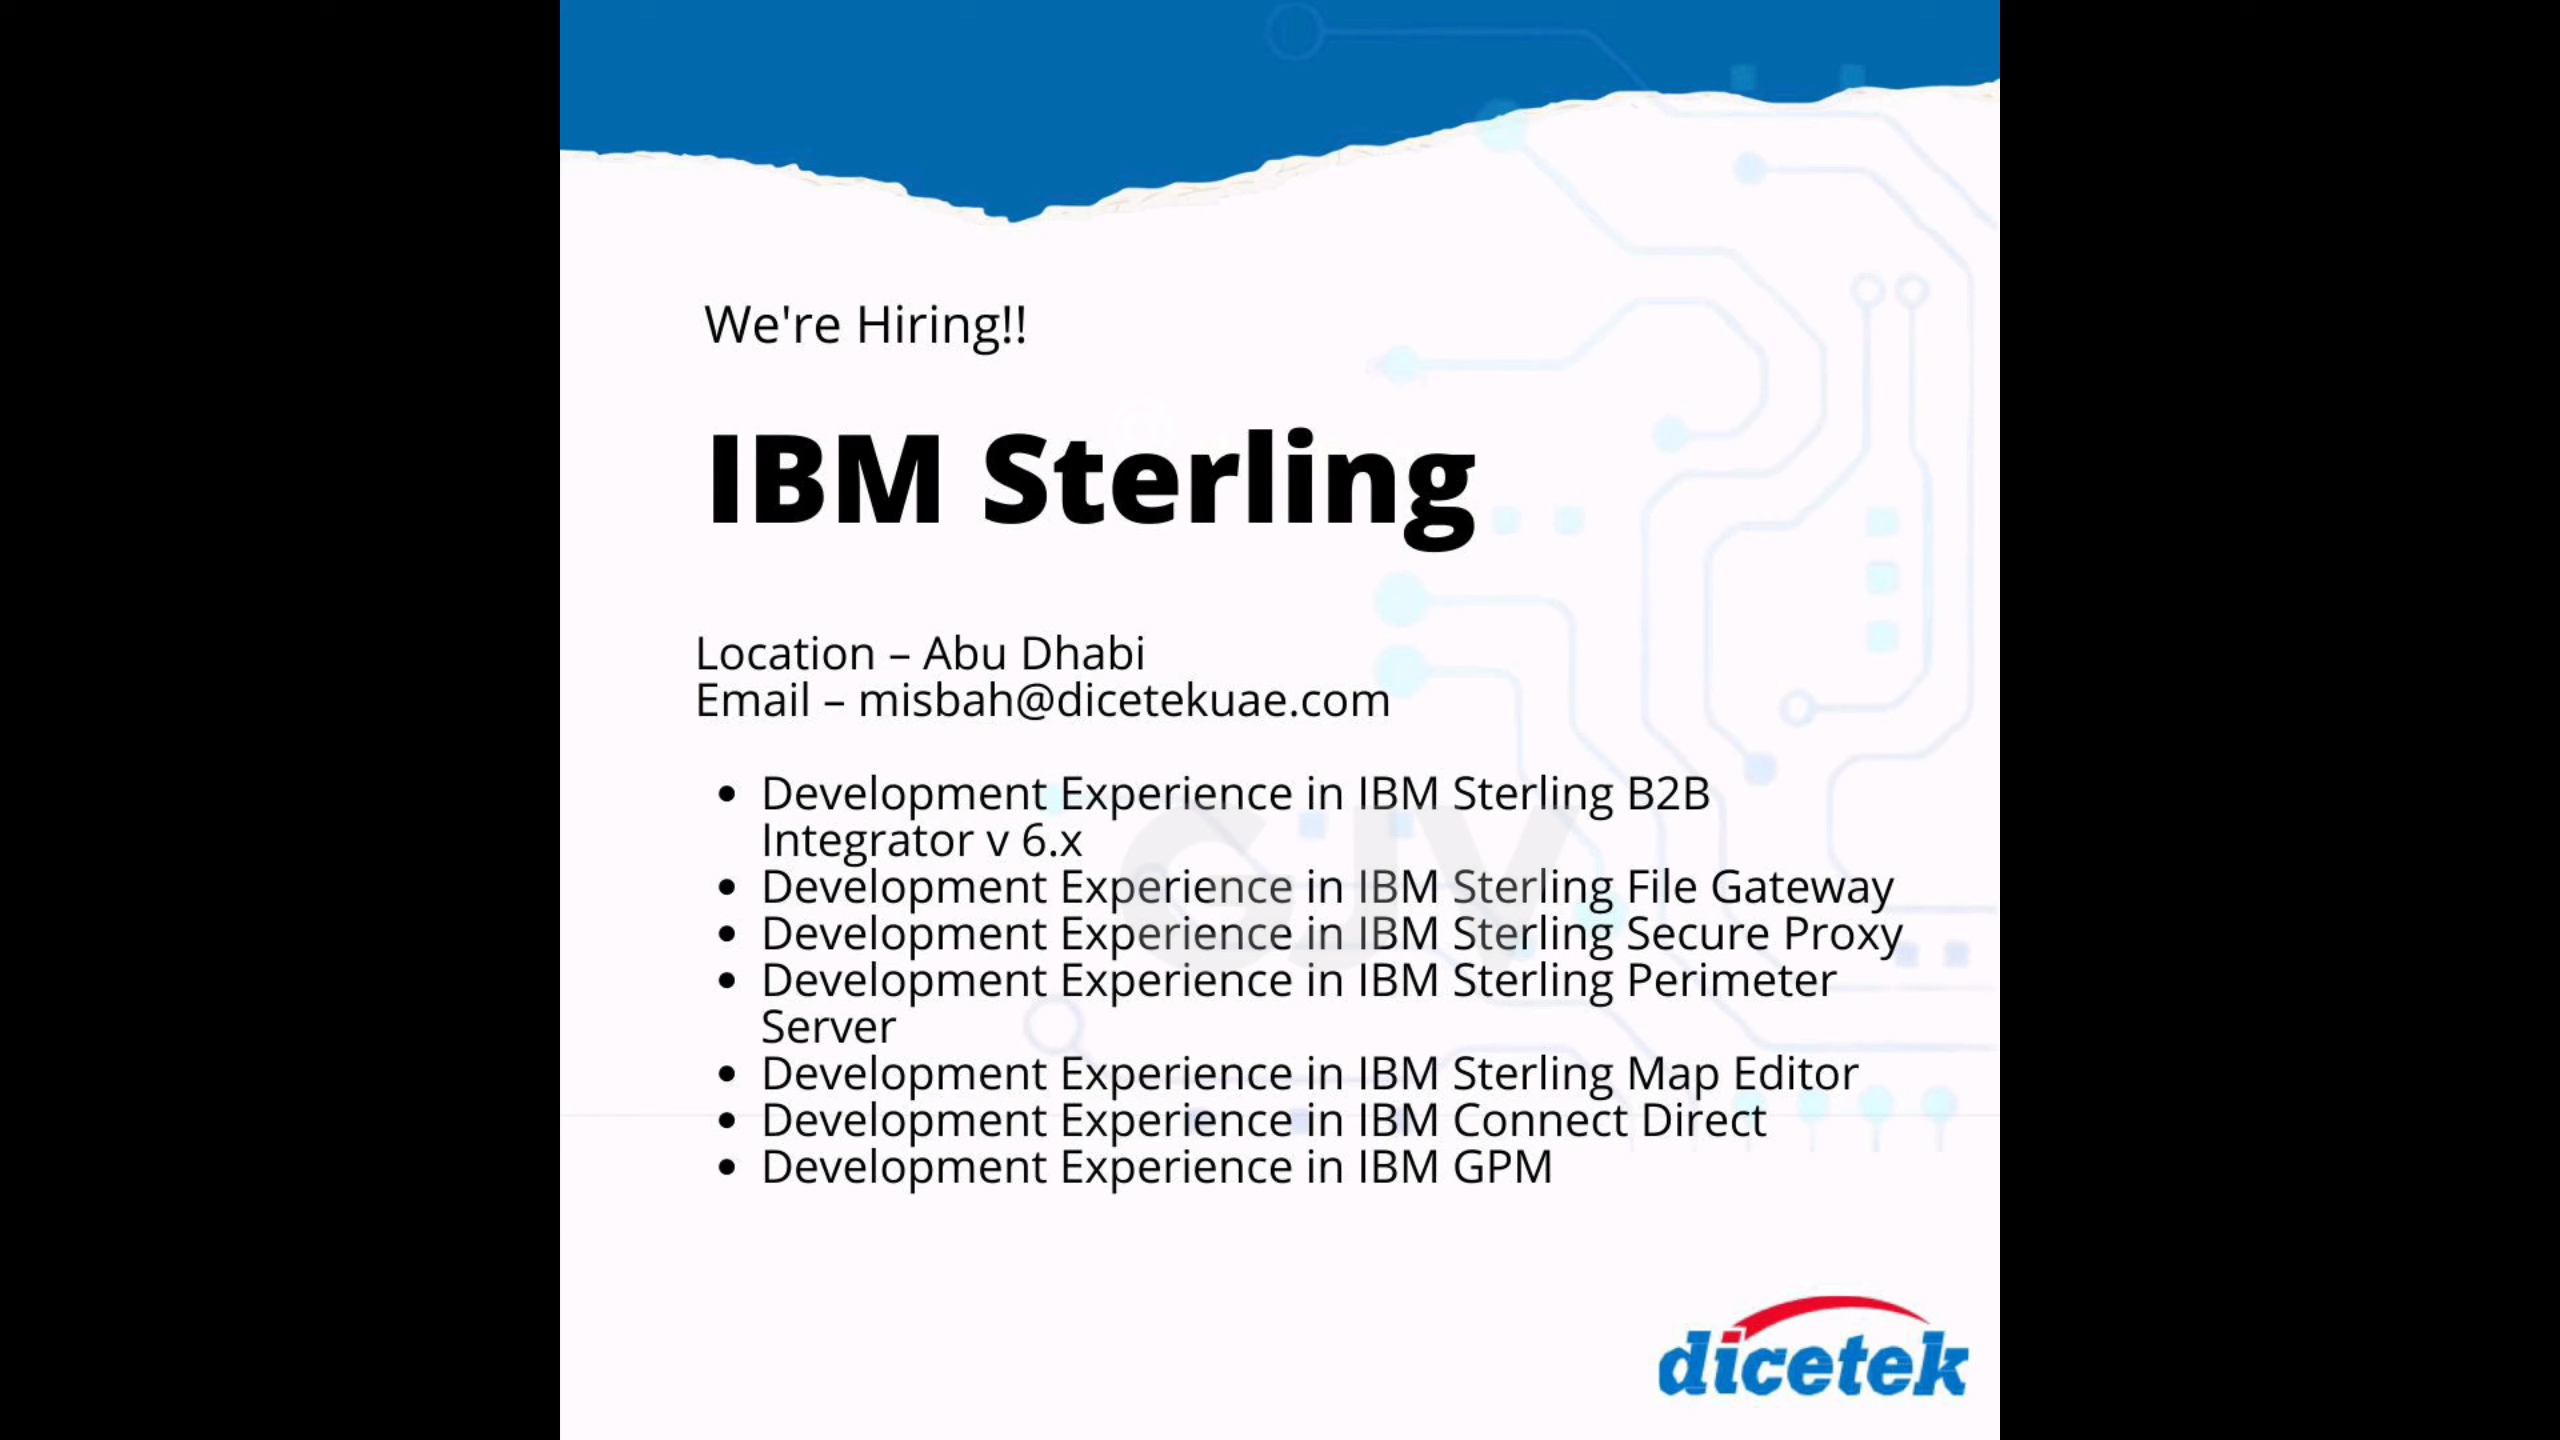 We're Hiring!!
IBM Sterling
Location – Abu Dhabi
Email – misbah@dicetekuae.com
• Development Experience in IBM Sterling B2B
Integrator v 6.x
• Development Experience in IBM Sterling File Gateway
• Development Experience in IBM Sterling Secure Proxy
• Development Experience in IBM Sterling Perimeter
Server
• Development Experience in IBM Sterling Map Editor
• Development Experience in IBM Connect Direct
• Development Experience in IBM GPM
GJV
dicetek